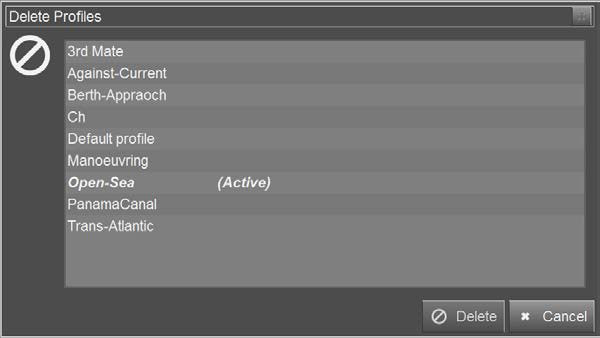 Delete Profiles
3rd Mate
Against-Current
Berth-Appraoch
Ch
Default profile
Manoeuvring
Open-Sea (Active)
PanamaCanal
Trans-Atlantic
Delete Cancel